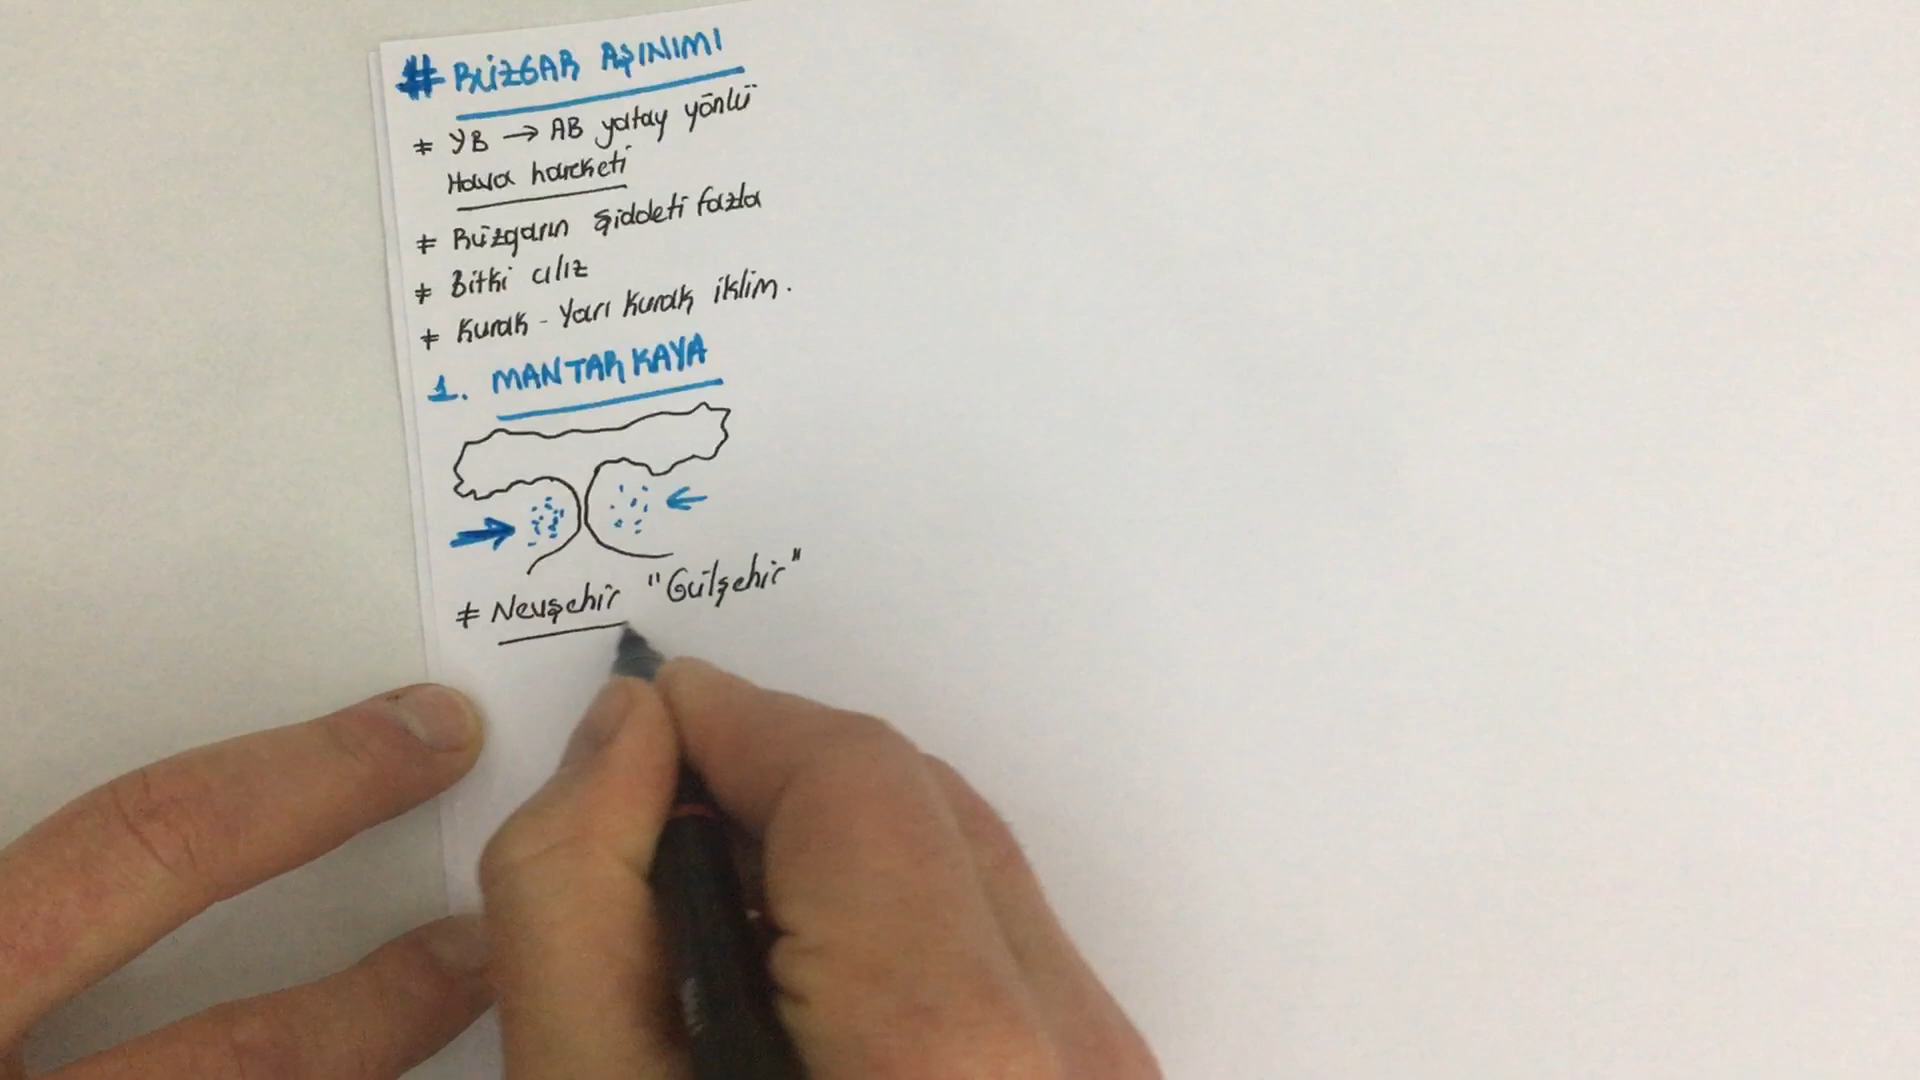 # RÜZGAR AŞINIMI
* YB → AB yatay yönlü
Hava hareketi
* Rüzgarın şiddeti fazla
* Bitki cılız
* Kurak - Yarı kurak iklim.
1. MANTAR KAYA
* Nevşehir "Gülşehir"